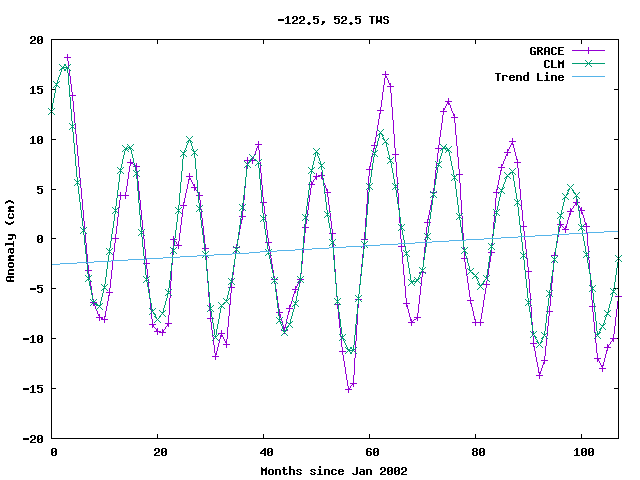 -122.5, 52.5 TWS
GRACE
CLM
Trend Line
20
15
10
5
0
-5
-10
-15
-20
Anomaly (cm)
0 20 40 60 80 100
Months since Jan 2002